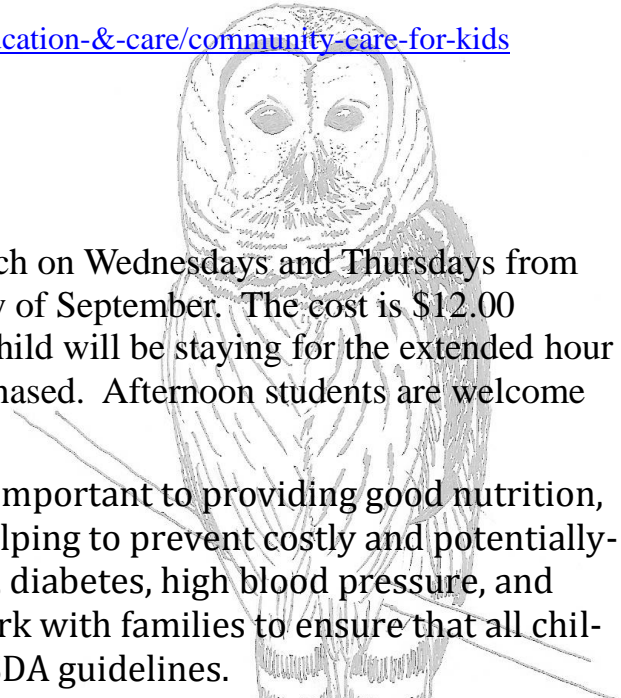 cation-&-care/community-care-for-kids
ch on Wednesdays and Thursdays from
of September. The cost is $12.00
hild will be staying for the extended hour
hased. Afternoon students are welcome
important to providing good nutrition,
lping to prevent costly and potentially-
diabetes, high blood pressure, and
rk with families to ensure that all chil-
DA guidelines.